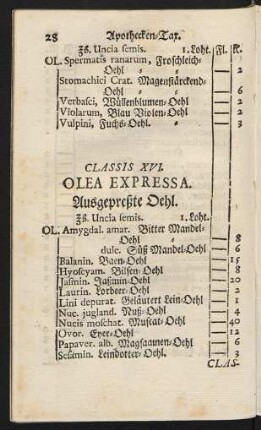 28 Apothecken-Tax.
℥ß. Uncia semis. 1. Loht. Fl. K.
OL. Spermatis ranarum, Froschleich-
Oehl 2
Stomachici Crat. Magenstärckend-
Oehl 6
Verbasci, Wüllenblumen-Oehl 2
Violarum, Blau Violen-Oehl 2
Vulpini, Fuchs-Oehl. 3
CLASSIS XVI.
OLEA EXPRESSA.
Ausgepreßte Oehl.
℥ß. Uncia semis. 1. Loht.
OL. Amygdal. amar. Bitter Mandel-
Oehl 8
dulc. Süß Mandel-Oehl 6
Balanin. Baen-Oehl 15
Hyoscyam. Bilsen-Oehl 8
Jasmin. Jaßmin-Oehl 20
Laurin. Lorbeer-Oehl 2
Lini depurat. Geläutert Lein-Oehl 1
Nuc. jugland. Nuß-Oehl 4
Nucis moschat. Muscat-Oehl 40
Ovor. Eyer-Oehl 12
Papaver. alb. Magsaamen-Oehl 6
Sesamin. Leindotter-Oehl. 3
CLAS-